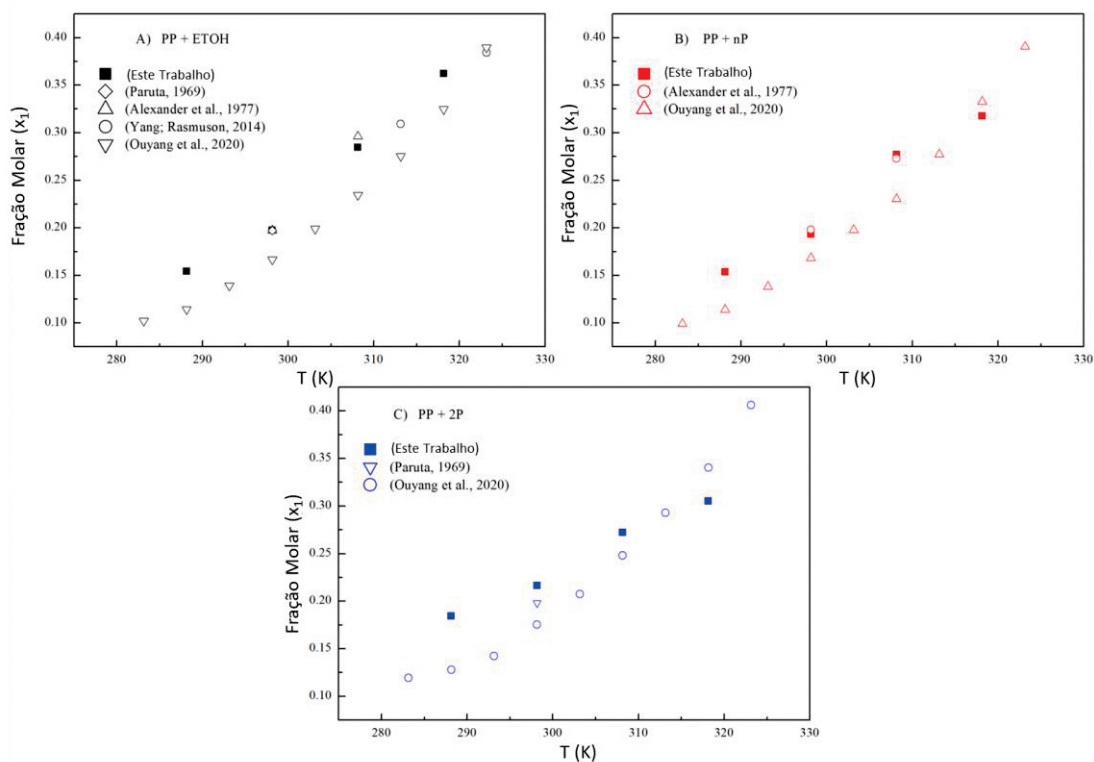 A) PP + ETOH
(Este Trabalho)
(Paruta, 1969)
(Alexander et al., 1977)
(Yang; Rasmuson, 2014)
(Ouyang et al., 2020)
Fração Molar (x₁)
0.40
0.35
0.30
0.25
0.20
0.15
0.10
280 290 300 310 320 330
T (K)
B) PP + nP
(Este Trabalho)
(Alexander et al., 1977)
(Ouyang et al., 2020)
Fração Molar (x₁)
0.40
0.35
0.30
0.25
0.20
0.15
0.10
280 290 300 310 320 330
T (K)
C) PP + 2P
(Este Trabalho)
(Paruta, 1969)
(Ouyang et al., 2020)
Fração Molar (x₁)
0.40
0.35
0.30
0.25
0.20
0.15
0.10
280 290 300 310 320 330
T (K)